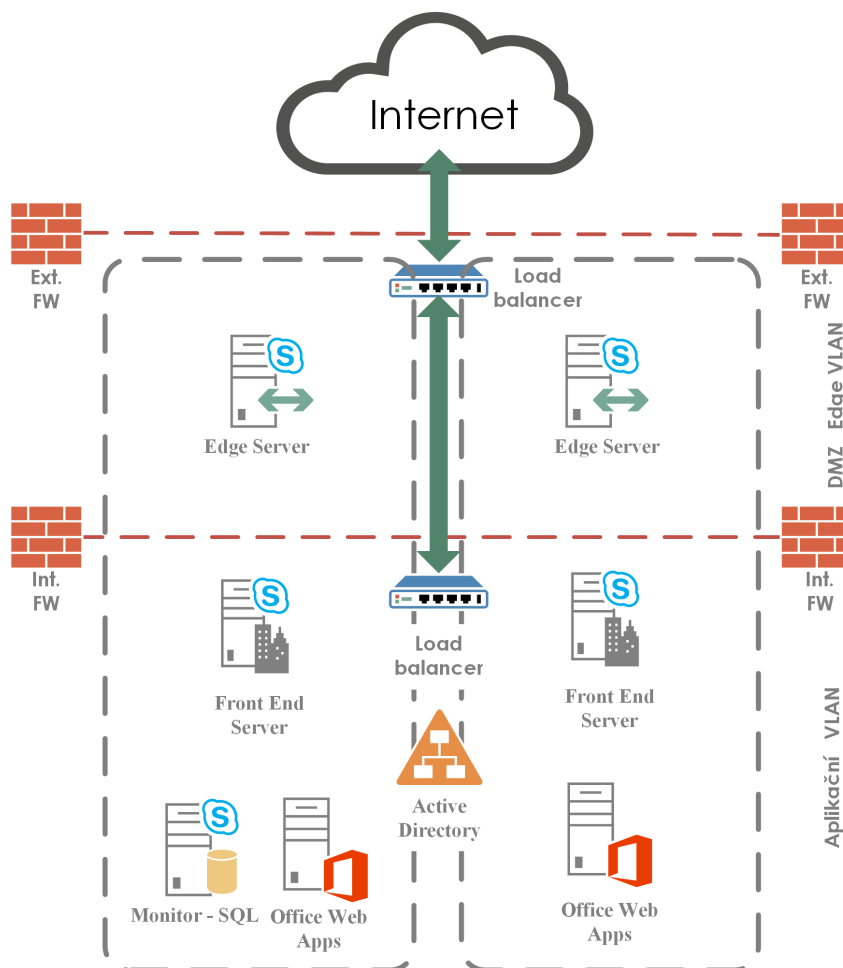 Internet
Ext.
FW
Load
balancer
Ext.
FW
Edge Server
Edge Server
DMZ Edge VLAN
Int.
FW
Int.
FW
Load
balancer
Front End
Server
Front End
Server
Aplikační VLAN
Active
Directory
Monitor - SQL
Office Web
Apps
Office Web
Apps